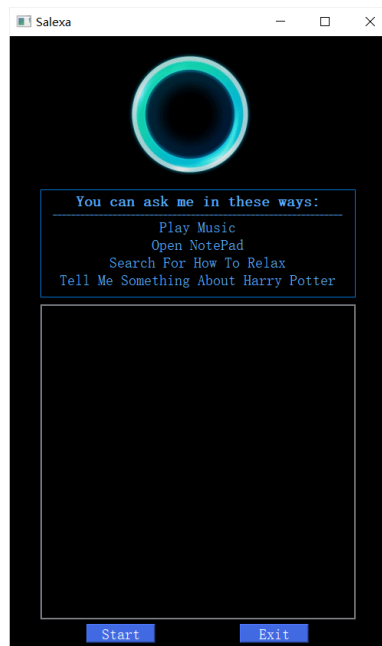 Salexa
You can ask me in these ways:
Play Music
Open NotePad
Search For How To Relax
Tell Me Something About Harry Potter
Start
Exit